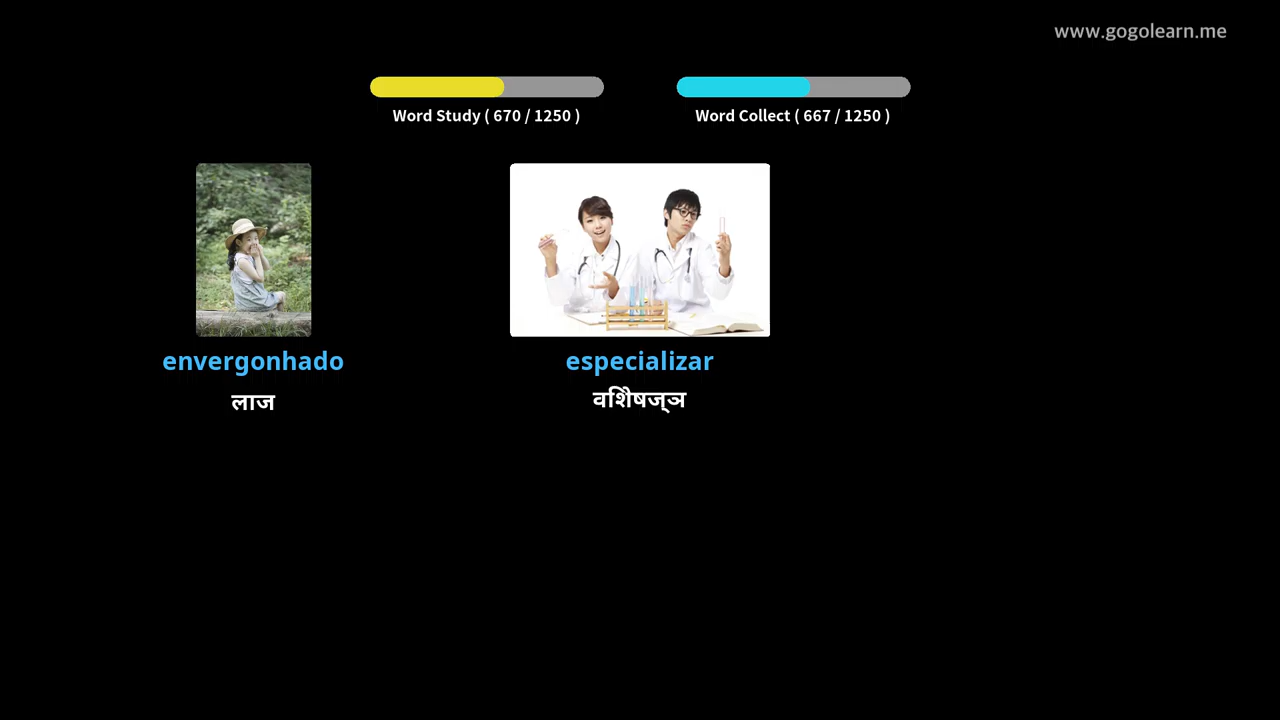 www.gogolearn.me
Word Study ( 670 / 1250 )
Word Collect ( 667 / 1250 )
envergonhado
especializar
लाज
विशेषज्ञ